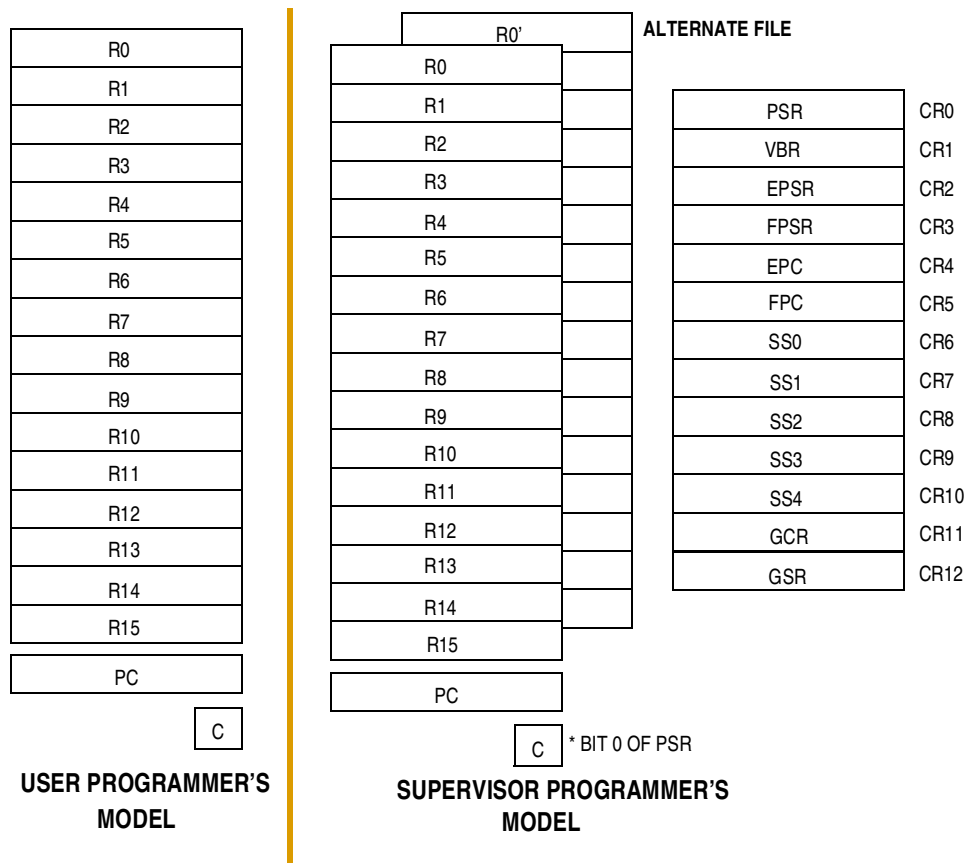 R0
R1
R2
R3
R4
R5
R6
R7
R8
R9
R10
R11
R12
R13
R14
R15
PC
C
USER PROGRAMMER’S
MODEL
R0’
ALTERNATE FILE
R0
R1
R2
R3
R4
R5
R6
R7
R8
R9
R10
R11
R12
R13
R14
R15
PC
C * BIT 0 OF PSR
SUPERVISOR PROGRAMMER’S
MODEL
PSR CR0
VBR CR1
EPSR CR2
FPSR CR3
EPC CR4
FPC CR5
SS0 CR6
SS1 CR7
SS2 CR8
SS3 CR9
SS4 CR10
GCR CR11
GSR CR12